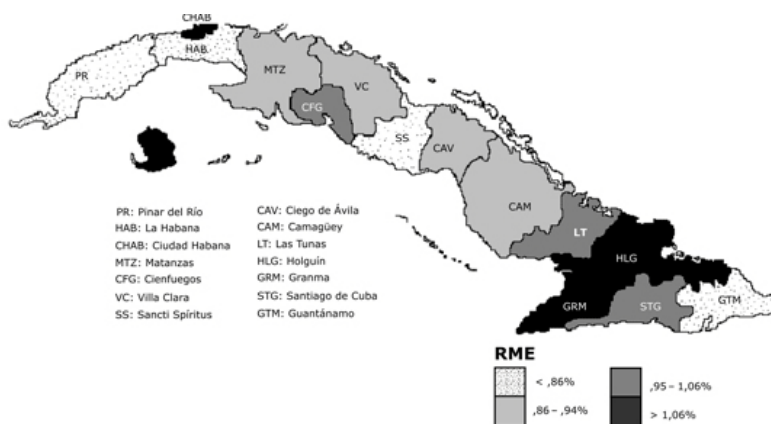 CHAB
HAB
PR
MTZ
VC
CFG
SS
CAV
CAM
LT
HLG
GRM
STG
GTM
PR: Pinar del Río
HAB: La Habana
CHAB: Ciudad Habana
MTZ: Matanzas
CFG: Cienfuegos
VC: Villa Clara
SS: Sancti Spíritus
CAV: Ciego de Ávila
CAM: Camagüey
LT: Las Tunas
HLG: Holguín
GRM: Granma
STG: Santiago de Cuba
GTM: Guantánamo
RME
< ,86%
,86 – ,94%
,95 – 1,06%
> 1,06%